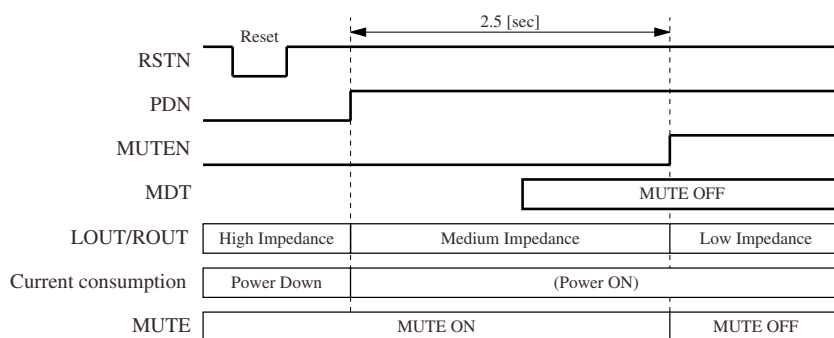 Reset
2.5 [sec]
RSTN
PDN
MUTEN
MDT
MUTE OFF
LOUT/ROUT
High Impedance
Medium Impedance
Low Impedance
Current consumption
Power Down
(Power ON)
MUTE
MUTE ON
MUTE OFF